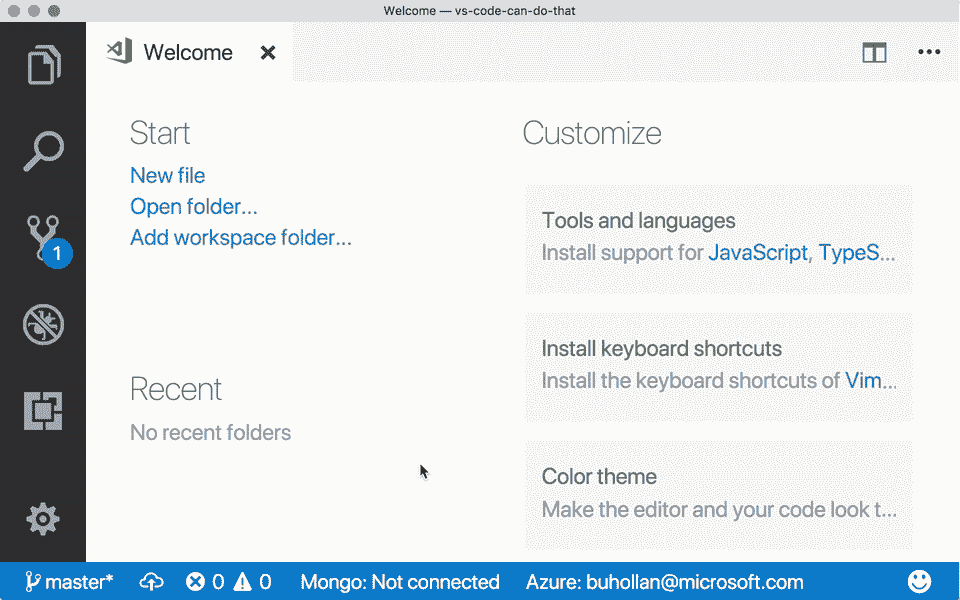 Welcome — vs-code-can-do-that
Welcome
Start
New file
Open folder...
Add workspace folder...
Recent
No recent folders
Customize
Tools and languages
Install support for JavaScript, TypeS...
Install keyboard shortcuts
Install the keyboard shortcuts of Vim...
Color theme
Make the editor and your code look t...
1
master* 0 0 Mongo: Not connected Azure: buhollan@microsoft.com